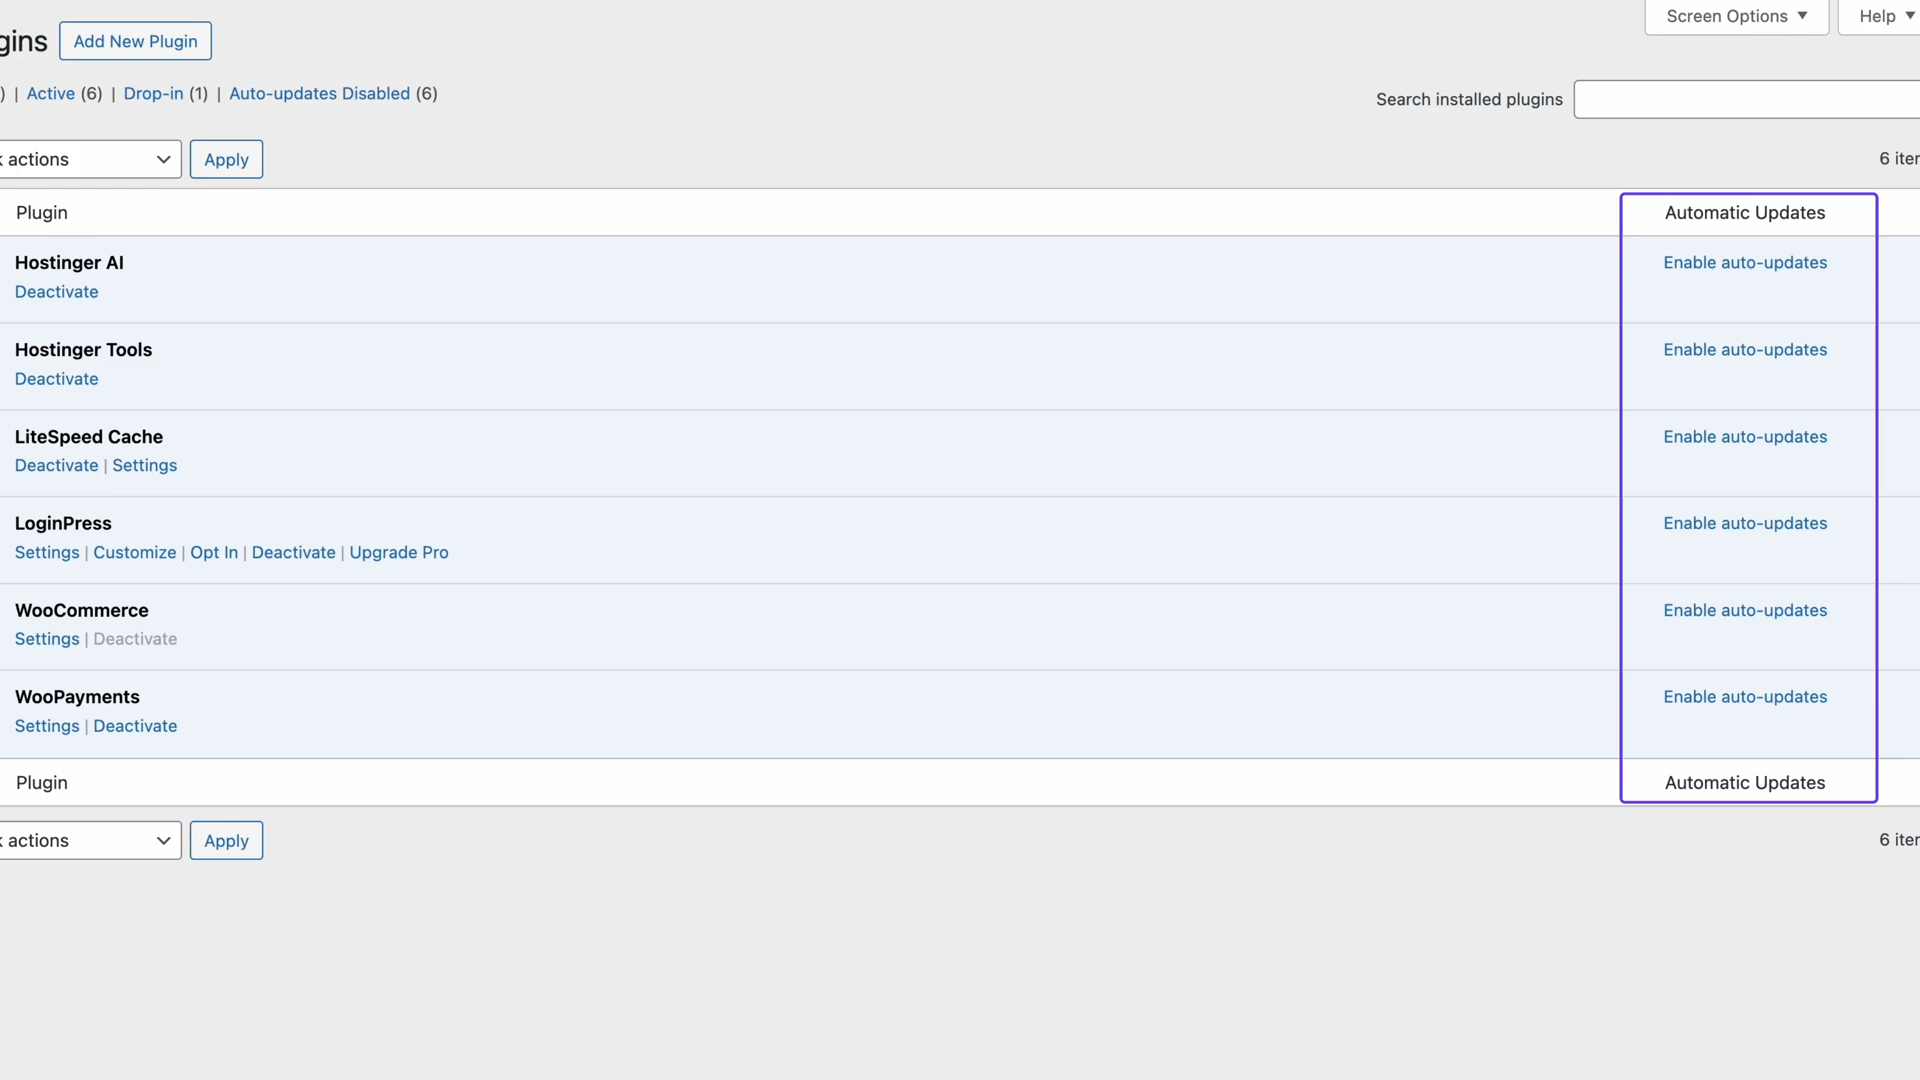 Screen Options ▼ Help ▼
gins Add New Plugin
) | Active (6) | Drop-in (1) | Auto-updates Disabled (6)
Search installed plugins
k actions Apply
6 iter
Plugin Automatic Updates
Hostinger AI Enable auto-updates
Deactivate
Hostinger Tools Enable auto-updates
Deactivate
LiteSpeed Cache Enable auto-updates
Deactivate | Settings
LoginPress Enable auto-updates
Settings | Customize | Opt In | Deactivate | Upgrade Pro
WooCommerce Enable auto-updates
Settings | Deactivate
WooPayments Enable auto-updates
Settings | Deactivate
Plugin Automatic Updates
k actions Apply
6 iter